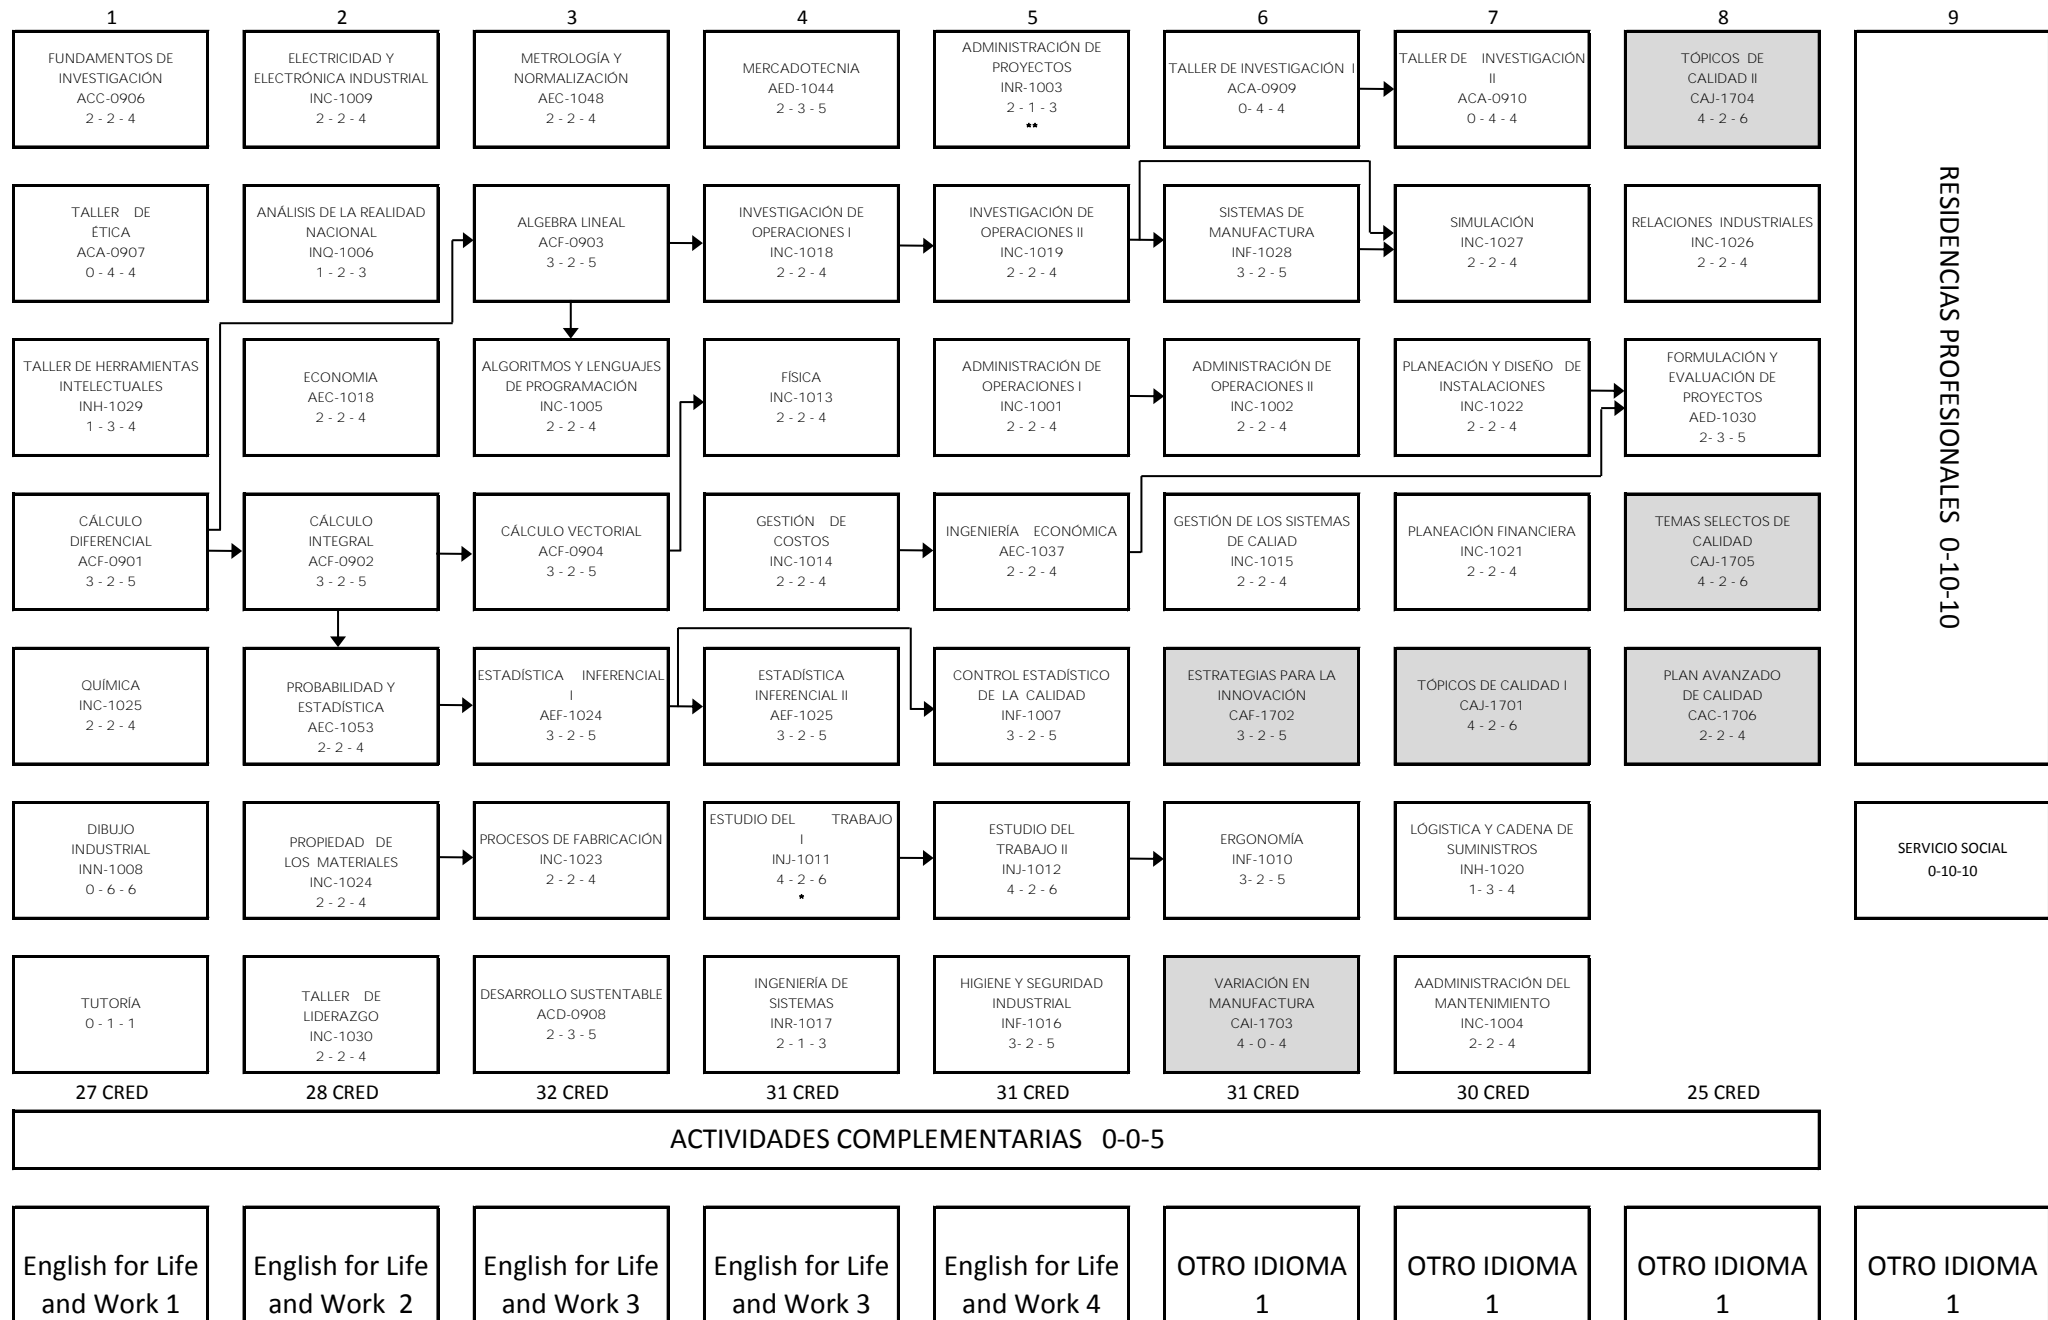 1
2
3
4
5
6
7
8
9
FUNDAMENTOS DE
INVESTIGACIÓN
ACC-0906
2 - 2 - 4
ELECTRICIDAD Y
ELECTRÓNICA INDUSTRIAL
INC-1009
2 - 2 - 4
METROLOGÍA Y
NORMALIZACIÓN
AEC-1048
2 - 2 - 4
MERCADOTECNIA
AED-1044
2 - 3 - 5
ADMINISTRACIÓN DE
PROYECTOS
INR-1003
2 - 1 - 3
**
TALLER DE INVESTIGACIÓN I
ACA-0909
0- 4 - 4
TALLER DE INVESTIGACIÓN
II
ACA-0910
0 - 4 - 4
TÓPICOS DE
CALIDAD II
CAJ-1704
4 - 2 - 6
RESIDENCIAS PROFESIONALES 0-10-10
TALLER DE
ÉTICA
ACA-0907
0 - 4 - 4
ANÁLISIS DE LA REALIDAD
NACIONAL
INQ-1006
1 - 2 - 3
ALGEBRA LINEAL
ACF-0903
3 - 2 - 5
INVESTIGACIÓN DE
OPERACIONES I
INC-1018
2 - 2 - 4
INVESTIGACIÓN DE
OPERACIONES II
INC-1019
2 - 2 - 4
SISTEMAS DE
MANUFACTURA
INF-1028
3 - 2 - 5
SIMULACIÓN
INC-1027
2 - 2 - 4
RELACIONES INDUSTRIALES
INC-1026
2 - 2 - 4
TALLER DE HERRAMIENTAS
INTELECTUALES
INH-1029
1 - 3 - 4
ECONOMIA
AEC-1018
2 - 2 - 4
ALGORITMOS Y LENGUAJES
DE PROGRAMACIÓN
INC-1005
2 - 2 - 4
FÍSICA
INC-1013
2 - 2 - 4
ADMINISTRACIÓN DE
OPERACIONES I
INC-1001
2 - 2 - 4
ADMINISTRACIÓN DE
OPERACIONES II
INC-1002
2 - 2 - 4
PLANEACIÓN Y DISEÑO DE
INSTALACIONES
INC-1022
2 - 2 - 4
FORMULACIÓN Y
EVALUACIÓN DE
PROYECTOS
AED-1030
2- 3 - 5
CÁLCULO
DIFERENCIAL
ACF-0901
3 - 2 - 5
CÁLCULO
INTEGRAL
ACF-0902
3 - 2 - 5
CÁLCULO VECTORIAL
ACF-0904
3 - 2 - 5
GESTIÓN DE
COSTOS
INC-1014
2 - 2 - 4
INGENIERÍA ECONÓMICA
AEC-1037
2 - 2 - 4
GESTIÓN DE LOS SISTEMAS
DE CALIAD
INC-1015
2 - 2 - 4
PLANEACIÓN FINANCIERA
INC-1021
2 - 2 - 4
TEMAS SELECTOS DE
CALIDAD
CAJ-1705
4 - 2 - 6
QUÍMICA
INC-1025
2 - 2 - 4
PROBABILIDAD Y
ESTADÍSTICA
AEC-1053
2- 2 - 4
ESTADÍSTICA INFERENCIAL
I
AEF-1024
3 - 2 - 5
ESTADÍSTICA
INFERENCIAL II
AEF-1025
3 - 2 - 5
CONTROL ESTADÍSTICO
DE LA CALIDAD
INF-1007
3 - 2 - 5
ESTRATEGIAS PARA LA
INNOVACIÓN
CAF-1702
3 - 2 - 5
TÓPICOS DE CALIDAD I
CAJ-1701
4 - 2 - 6
PLAN AVANZADO
DE CALIDAD
CAC-1706
2- 2 - 4
DIBUJO
INDUSTRIAL
INN-1008
0 - 6 - 6
PROPIEDAD DE
LOS MATERIALES
INC-1024
2 - 2 - 4
PROCESOS DE FABRICACIÓN
INC-1023
2 - 2 - 4
ESTUDIO DEL TRABAJO
I
INJ-1011
4 - 2 - 6
*
ESTUDIO DEL
TRABAJO II
INJ-1012
4 - 2 - 6
ERGONOMÍA
INF-1010
3- 2 - 5
LÓGISTICA Y CADENA DE
SUMINISTROS
INH-1020
1- 3 - 4
SERVICIO SOCIAL
0-10-10
TUTORÍA
0 - 1 - 1
TALLER DE
LIDERAZGO
INC-1030
2 - 2 - 4
DESARROLLO SUSTENTABLE
ACD-0908
2 - 3 - 5
INGENIERÍA DE
SISTEMAS
INR-1017
2 - 1 - 3
HIGIENE Y SEGURIDAD
INDUSTRIAL
INF-1016
3- 2 - 5
VARIACIÓN EN
MANUFACTURA
CAI-1703
4 - 0 - 4
AADMINISTRACIÓN DEL
MANTENIMIENTO
INC-1004
2- 2 - 4
27 CRED
28 CRED
32 CRED
31 CRED
31 CRED
31 CRED
30 CRED
25 CRED
ACTIVIDADES COMPLEMENTARIAS 0-0-5
English for Life
and Work 1
English for Life
and Work 2
English for Life
and Work 3
English for Life
and Work 3
English for Life
and Work 4
OTRO IDIOMA
1
OTRO IDIOMA
1
OTRO IDIOMA
1
OTRO IDIOMA
1